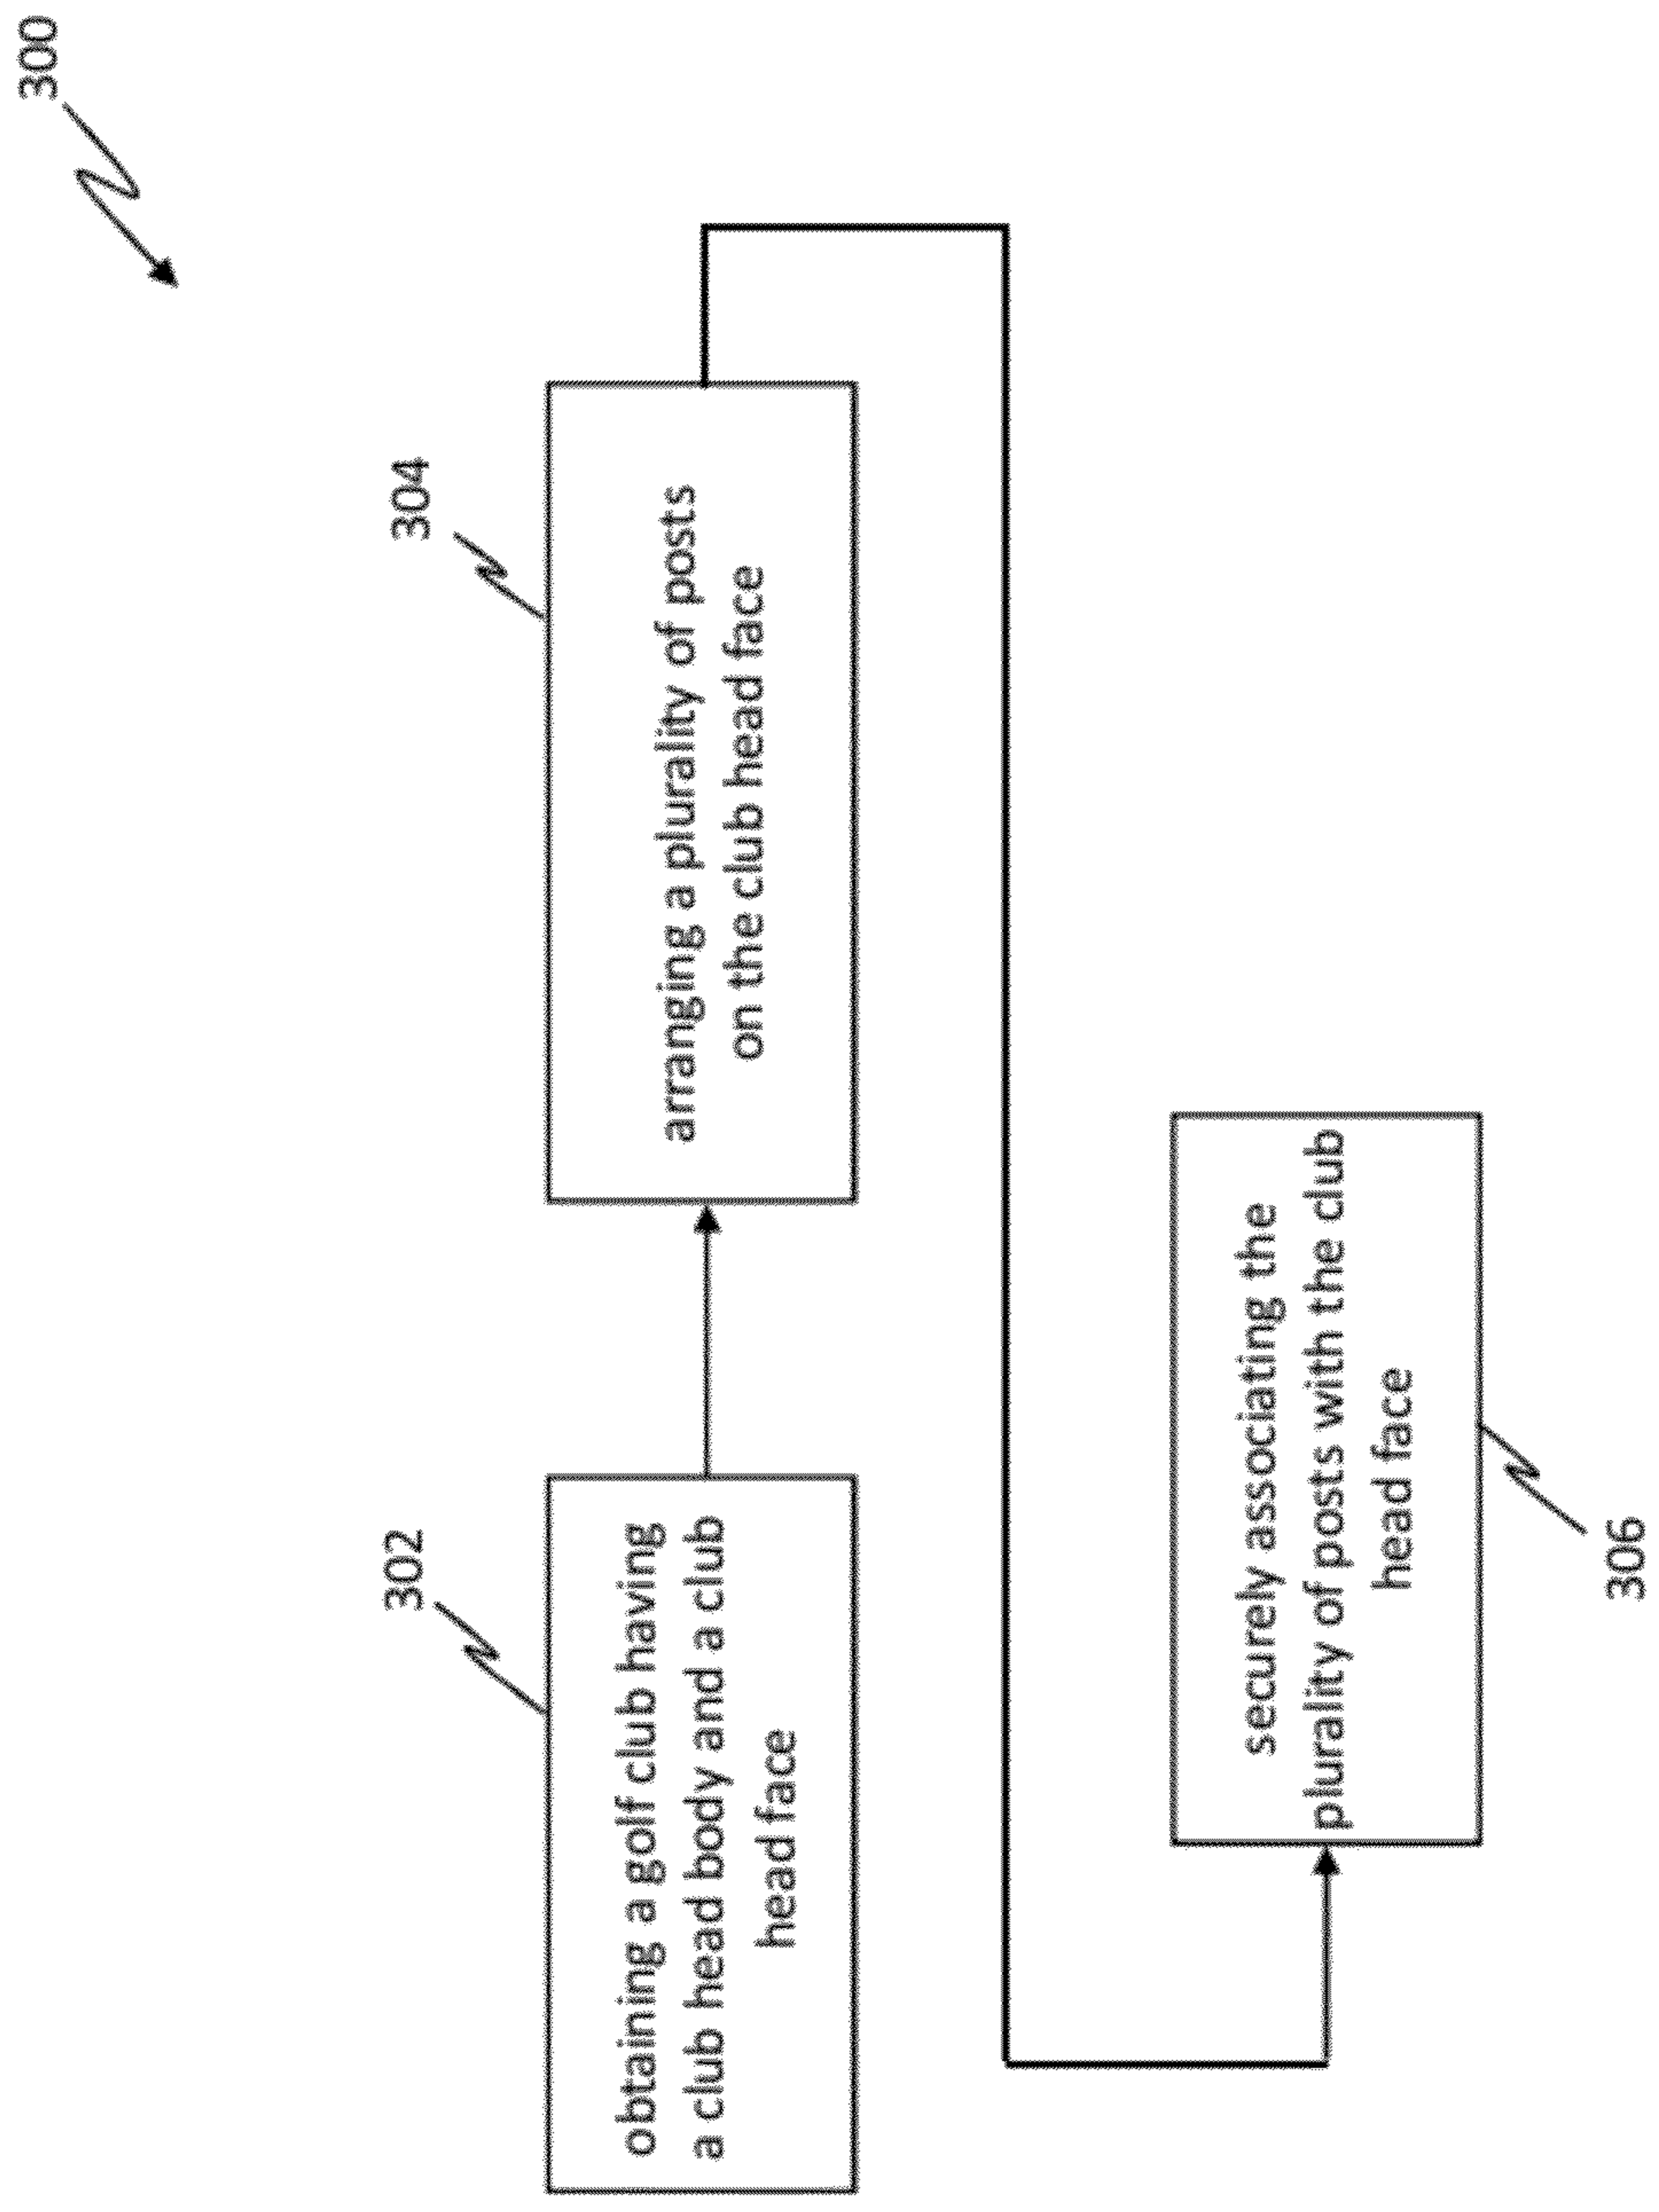 300
302
obtaining a golf club having
a club head body and a club
head face
304
arranging a plurality of posts
on the club head face
securely associating the
plurality of posts with the club
head face
306